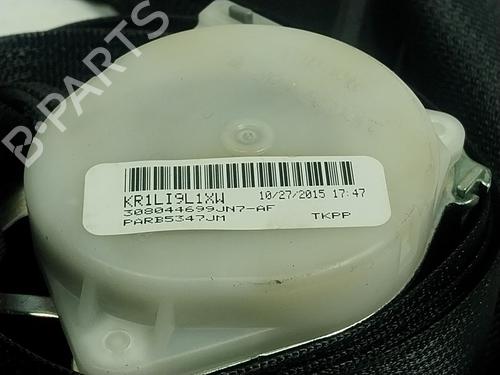 B-PARTS
KR1LI9L1XW 10/27/2015 17:47
308044699JN7-AF
PARB5347JM TKPP